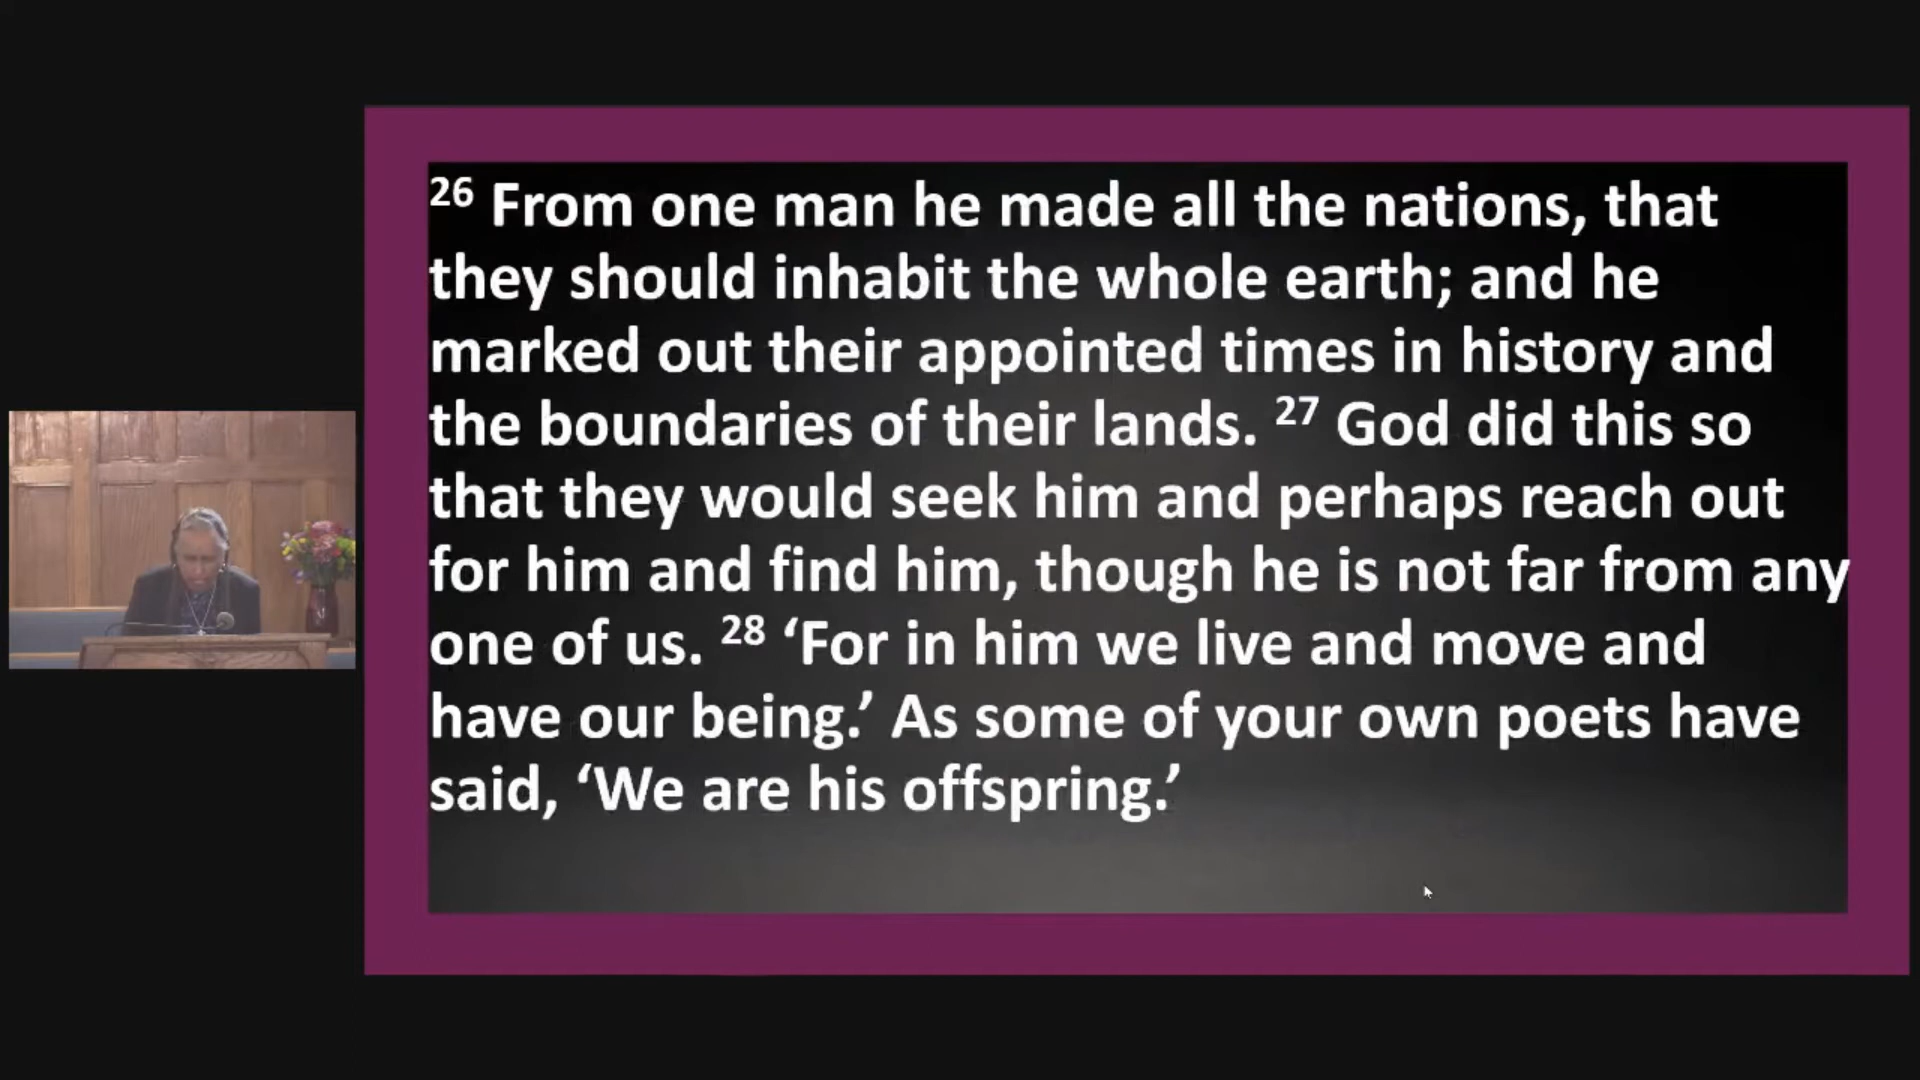 26 From one man he made all the nations, that
they should inhabit the whole earth; and he
marked out their appointed times in history and
the boundaries of their lands. 27 God did this so
that they would seek him and perhaps reach out
for him and find him, though he is not far from any
one of us. 28 ‘For in him we live and move and
have our being.’ As some of your own poets have
said, ‘We are his offspring.’